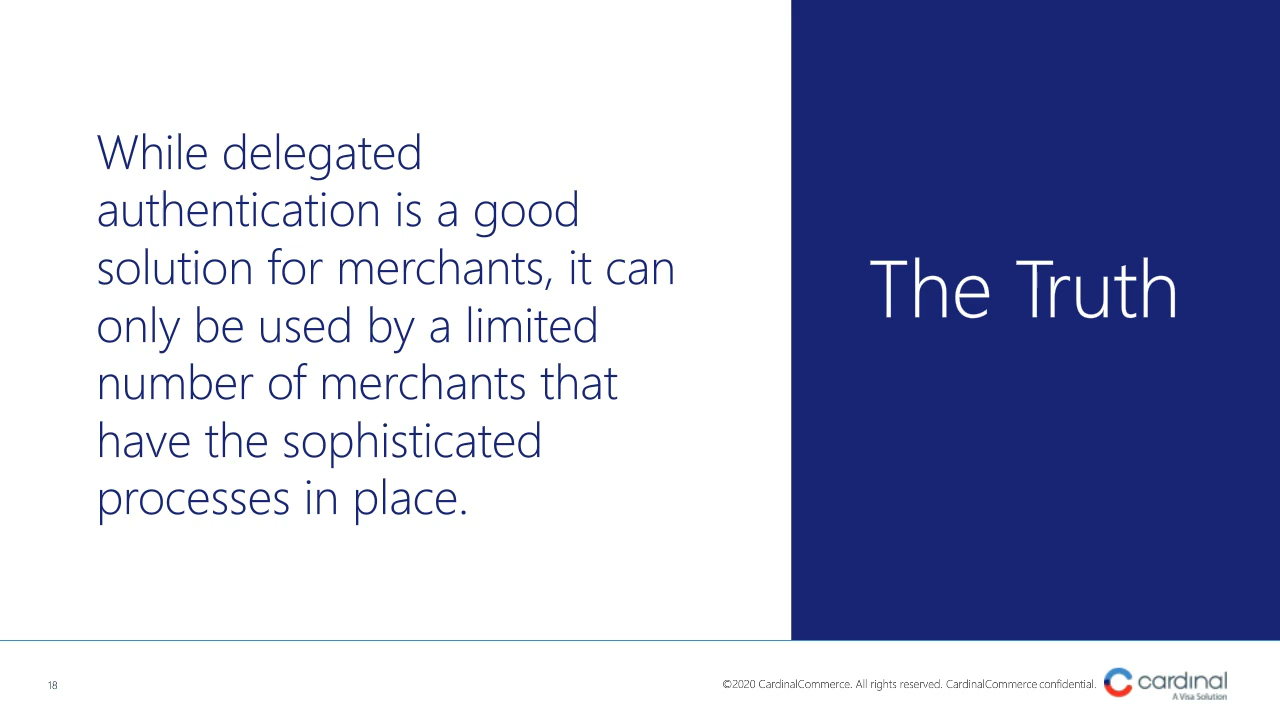 While delegated
authentication is a good
solution for merchants, it can
only be used by a limited
number of merchants that
have the sophisticated
processes in place.
The Truth
18
©2020 CardinalCommerce. All rights reserved. CardinalCommerce confidential.
cardinal
A Visa Solution